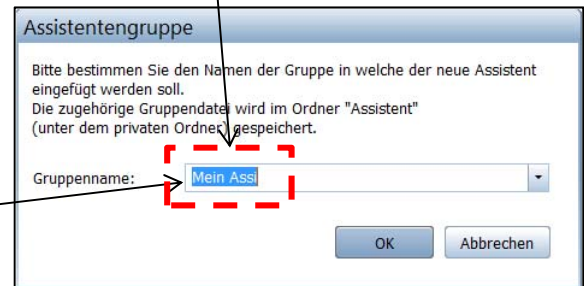 Assistentengruppe
Bitte bestimmen Sie den Namen der Gruppe in welche der neue Assistent
eingefügt werden soll.
Die zugehörige Gruppendatei wird im Ordner "Assistent"
(unter dem privaten Ordner) gespeichert.
Gruppenname: Mein Assi
OK Abbrechen